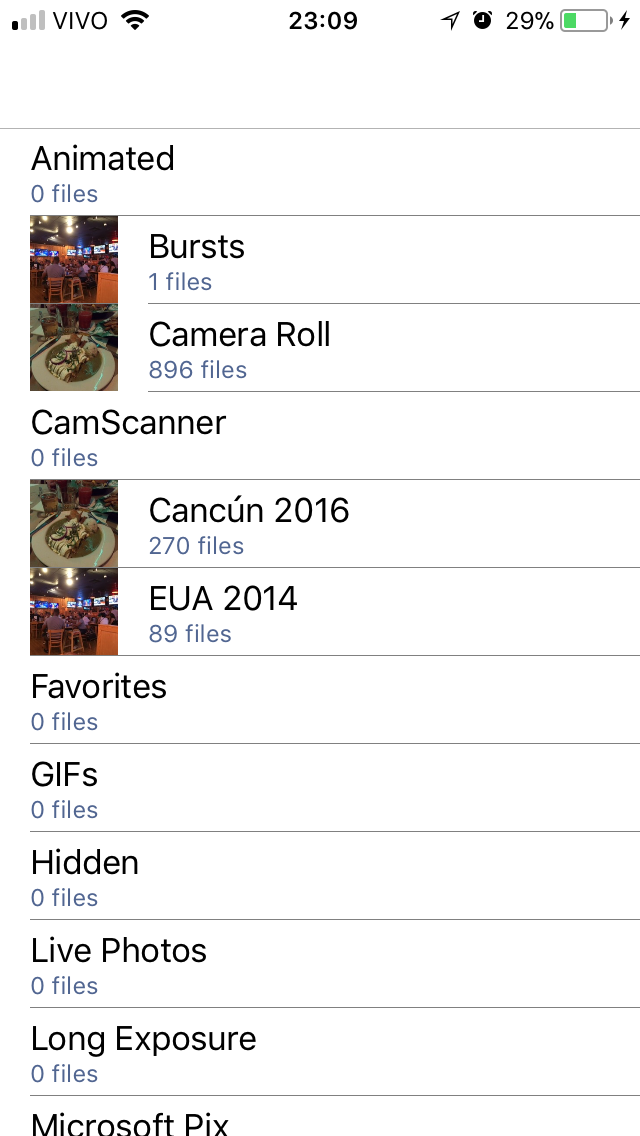 VIVO 23:09 29%
Animated
0 files
Bursts
1 files
Camera Roll
896 files
CamScanner
0 files
Cancún 2016
270 files
EUA 2014
89 files
Favorites
0 files
GIFs
0 files
Hidden
0 files
Live Photos
0 files
Long Exposure
0 files
Microsoft Pix